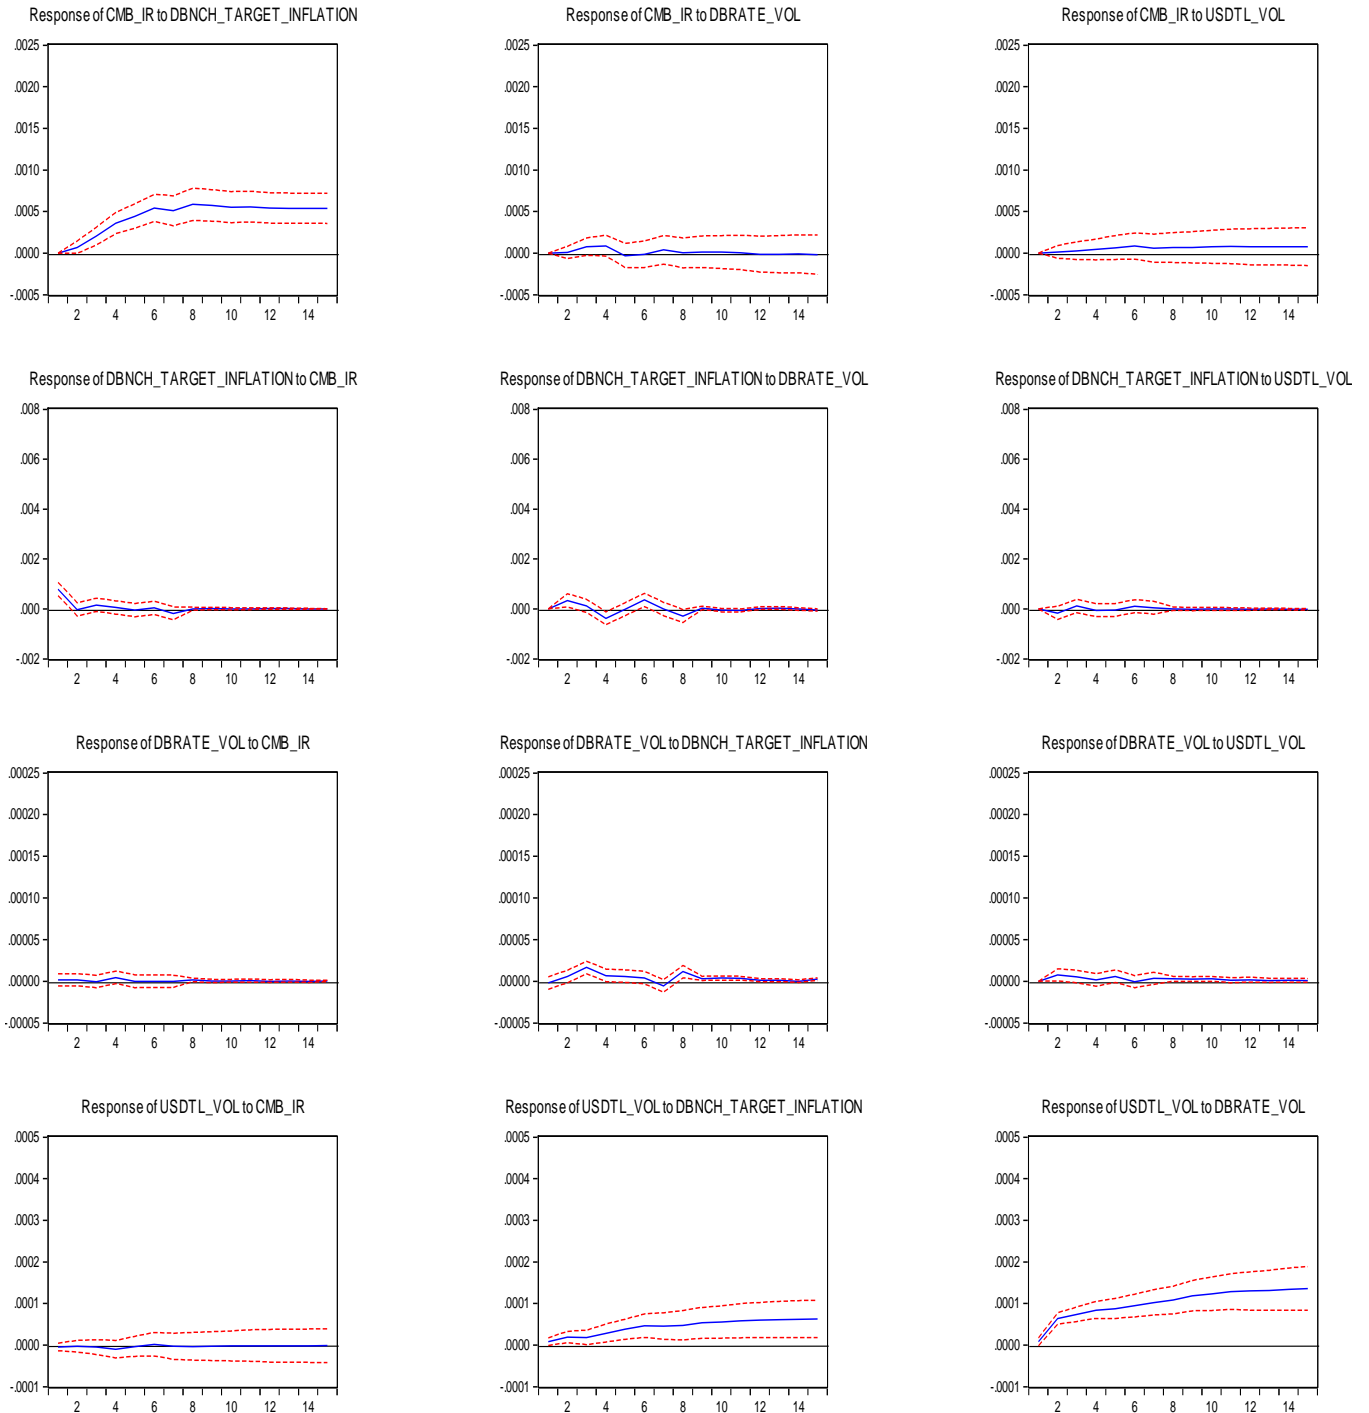 Response of CMB_IR to DBNCH_TARGET_INFLATION
Response of CMB_IR to DBRATE_VOL
Response of CMB_IR to USDTL_VOL
.0025 .0025 .0025
.0020 .0020 .0020
.0015 .0015 .0015
.0010 .0010 .0010
.0005 .0005 .0005
.0000 .0000 .0000
-.0005 -.0005 -.0005
2 4 6 8 10 12 14 2 4 6 8 10 12 14 2 4 6 8 10 12 14
Response of DBNCH_TARGET_INFLATION to CMB_IR
Response of DBNCH_TARGET_INFLATION to DBRATE_VOL
Response of DBNCH_TARGET_INFLATION to USDTL_VOL
.008 .008 .008
.006 .006 .006
.004 .004 .004
.002 .002 .002
.000 .000 .000
-.002 -.002 -.002
2 4 6 8 10 12 14 2 4 6 8 10 12 14 2 4 6 8 10 12 14
Response of DBRATE_VOL to CMB_IR
Response of DBRATE_VOL to DBNCH_TARGET_INFLATION
Response of DBRATE_VOL to USDTL_VOL
.00025 .00025 .00025
.00020 .00020 .00020
.00015 .00015 .00015
.00010 .00010 .00010
.00005 .00005 .00005
.00000 .00000 .00000
-.00005 -.00005 -.00005
2 4 6 8 10 12 14 2 4 6 8 10 12 14 2 4 6 8 10 12 14
Response of USDTL_VOL to CMB_IR
Response of USDTL_VOL to DBNCH_TARGET_INFLATION
Response of USDTL_VOL to DBRATE_VOL
.0005 .0005 .0005
.0004 .0004 .0004
.0003 .0003 .0003
.0002 .0002 .0002
.0001 .0001 .0001
.0000 .0000 .0000
-.0001 -.0001 -.0001
2 4 6 8 10 12 14 2 4 6 8 10 12 14 2 4 6 8 10 12 14